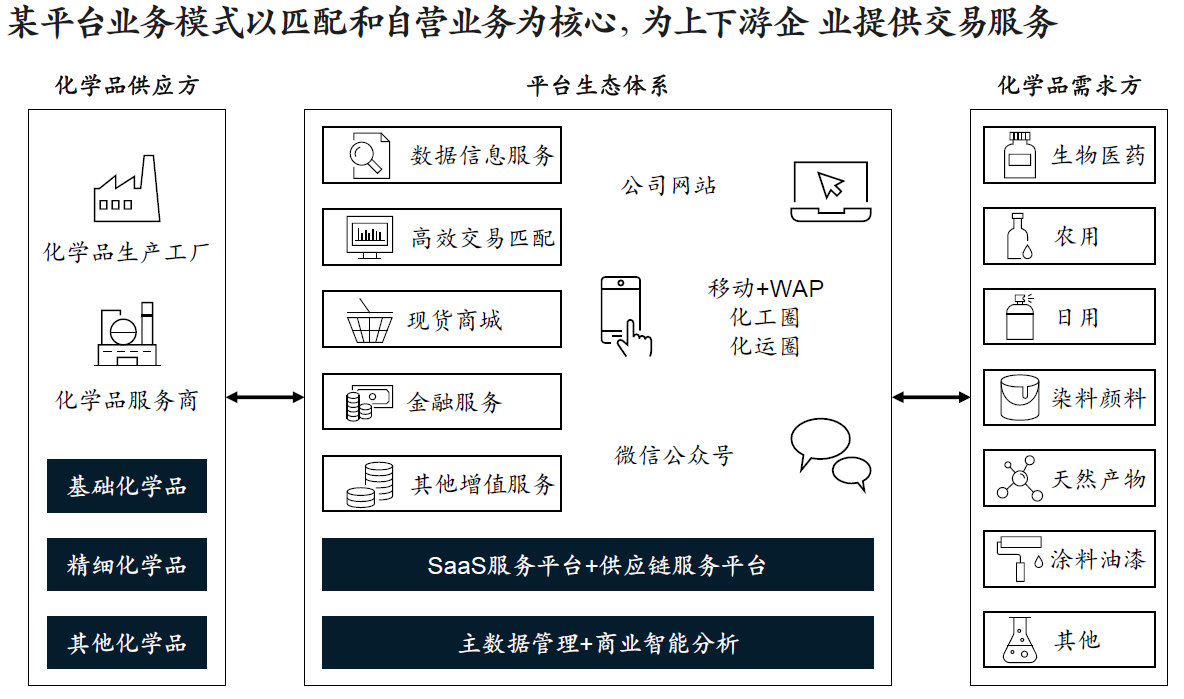 某平台业务模式以匹配和自营业务为核心, 为上下游企 业提供交易服务
化学品供应方
化学品生产工厂
化学品服务商
基础化学品
精细化学品
其他化学品
平台生态体系
数据信息服务
高效交易匹配
现货商城
金融服务
其他增值服务
公司网站
移动+WAP
化工圈
化运圈
微信公众号
SaaS服务平台+供应链服务平台
主数据管理+商业智能分析
化学品需求方
生物医药
农用
日用
染料颜料
天然产物
涂料油漆
其他